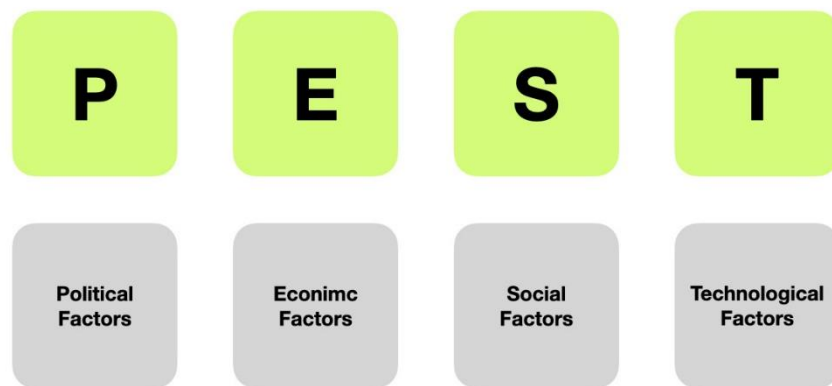 P E S T
Political Factors
Econimc Factors
Social Factors
Technological Factors